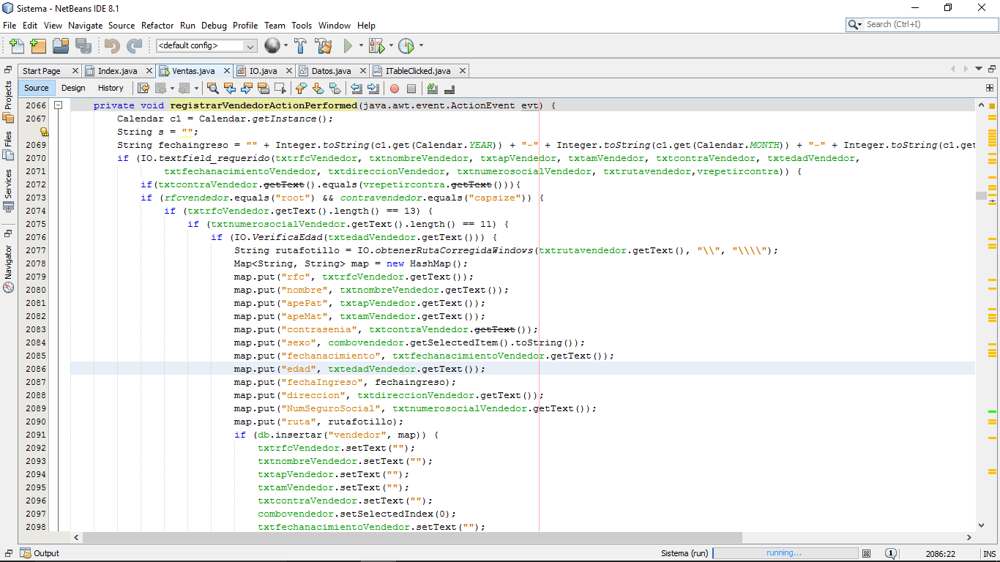 Sistema - NetBeans IDE 8.1
File Edit View Navigate Source Refactor Run Debug Profile Team Tools Window Help
Search (Ctrl+I)
<default config>
Start Page Index.java Ventas.java IO.java Datos.java ITableClicked.java
Source Design History
Projects
Files
Services
Navigator
2066 private void registrarVendedorActionPerformed(java.awt.event.ActionEvent evt) {
2067 Calendar c1 = Calendar.getInstance();
String s = "";
2069 String fechaingreso = "" + Integer.toString(c1.get(Calendar.YEAR)) + "-" + Integer.toString(c1.get(Calendar.MONTH)) + "-" + Integer.toString(c1.get
2070 if (IO.textfield_requerido(txtrfcVendedor, txtnombreVendedor, txtapVendedor, txtamVendedor, txtcontraVendedor, txtedadVendedor,
2071 txtfechanacimientoVendedor, txtdireccionVendedor, txtnumerosocialVendedor, txtrutavendedor,vrepetircontra)) {
2072 if(txtcontraVendedor.getText().equals(vrepetircontra.getText())){
2073 if (rfcvendedor.equals("root") && contravendedor.equals("capsize")) {
2074 if (txtrfcVendedor.getText().length() == 13) {
2075 if (txtnumerosocialVendedor.getText().length() == 11) {
2076 if (IO.VerificaEdad(txtedadVendedor.getText())) {
2077 String rutafotillo = IO.obtenerRutaCorregidaWindows(txtrutavendedor.getText(), "\\", "\\\\");
2078 Map<String, String> map = new HashMap();
2079 map.put("rfc", txtrfcVendedor.getText());
2080 map.put("nombre", txtnombreVendedor.getText());
2081 map.put("apePat", txtapVendedor.getText());
2082 map.put("apeMat", txtamVendedor.getText());
2083 map.put("contrasenia", txtcontraVendedor.getText());
2084 map.put("sexo", combovendedor.getSelectedItem().toString());
2085 map.put("fechanacimiento", txtfechanacimientoVendedor.getText());
2086 map.put("edad", txtedadVendedor.getText());
2087 map.put("fechaIngreso", fechaingreso);
2088 map.put("direccion", txtdireccionVendedor.getText());
2089 map.put("NumSeguroSocial", txtnumerosocialVendedor.getText());
2090 map.put("ruta", rutafotillo);
2091 if (db.insertar("vendedor", map)) {
2092 txtrfcVendedor.setText("");
2093 txtnombreVendedor.setText("");
2094 txtapVendedor.setText("");
2095 txtamVendedor.setText("");
2096 txtcontraVendedor.setText("");
2097 combovendedor.setSelectedIndex(0);
2098 txtfechanacimientoVendedor.setText("");
Output Sistema (run) running... 1 2086:22 INS